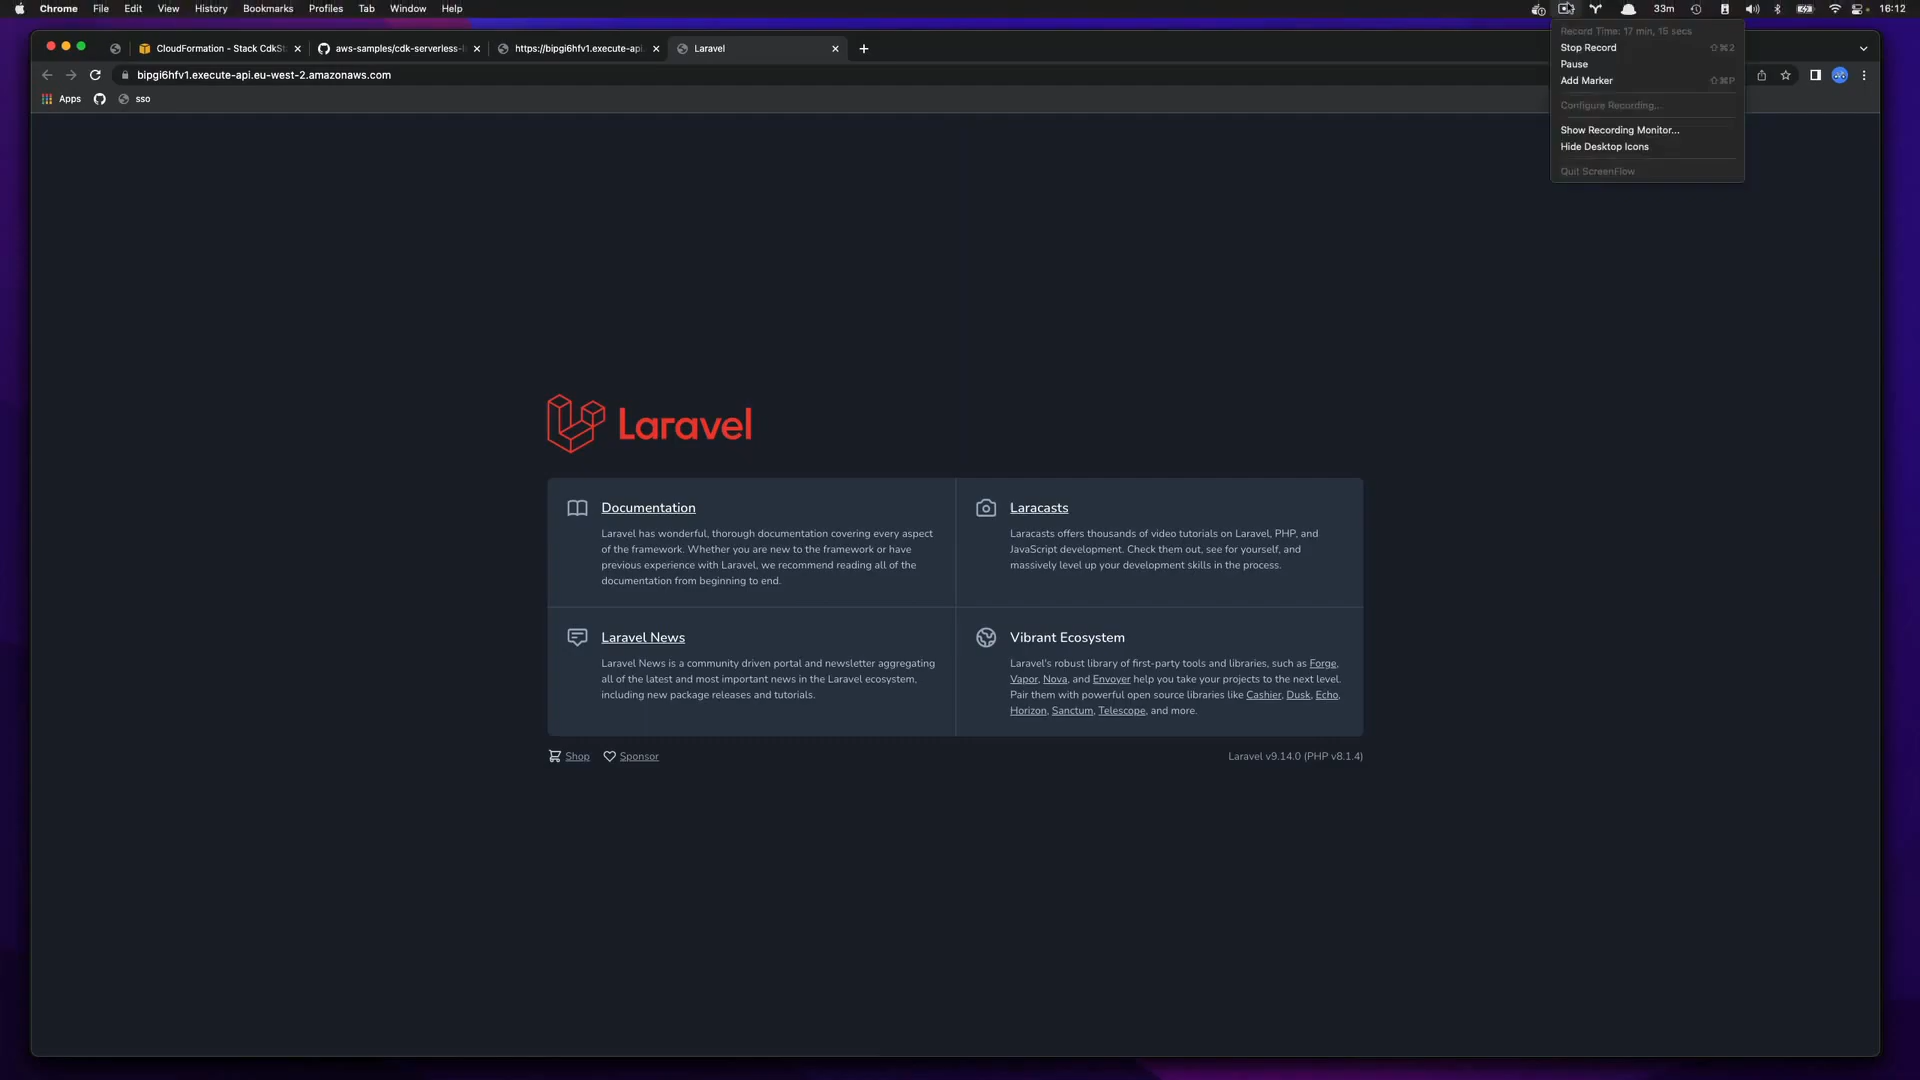 Chrome File Edit View History Bookmarks Profiles Tab Window Help 33m 16:12
CloudFormation - Stack CdkSt
aws-samples/cdk-serverless-l
https://bipgi6hfv1.execute-api.
Laravel
bipgi6hfv1.execute-api.eu-west-2.amazonaws.com
Apps sso
Record Time: 17 min, 15 secs
Stop Record ⇧⌘2
Pause
Add Marker ⇧⌘P
Configure Recording...
Show Recording Monitor...
Hide Desktop Icons
Quit ScreenFlow
Laravel
Documentation
Laravel has wonderful, thorough documentation covering every aspect
of the framework. Whether you are new to the framework or have
previous experience with Laravel, we recommend reading all of the
documentation from beginning to end.
Laracasts
Laracasts offers thousands of video tutorials on Laravel, PHP, and
JavaScript development. Check them out, see for yourself, and
massively level up your development skills in the process.
Laravel News
Laravel News is a community driven portal and newsletter aggregating
all of the latest and most important news in the Laravel ecosystem,
including new package releases and tutorials.
Vibrant Ecosystem
Laravel's robust library of first-party tools and libraries, such as Forge,
Vapor, Nova, and Envoyer help you take your projects to the next level.
Pair them with powerful open source libraries like Cashier, Dusk, Echo,
Horizon, Sanctum, Telescope, and more.
Shop Sponsor
Laravel v9.14.0 (PHP v8.1.4)